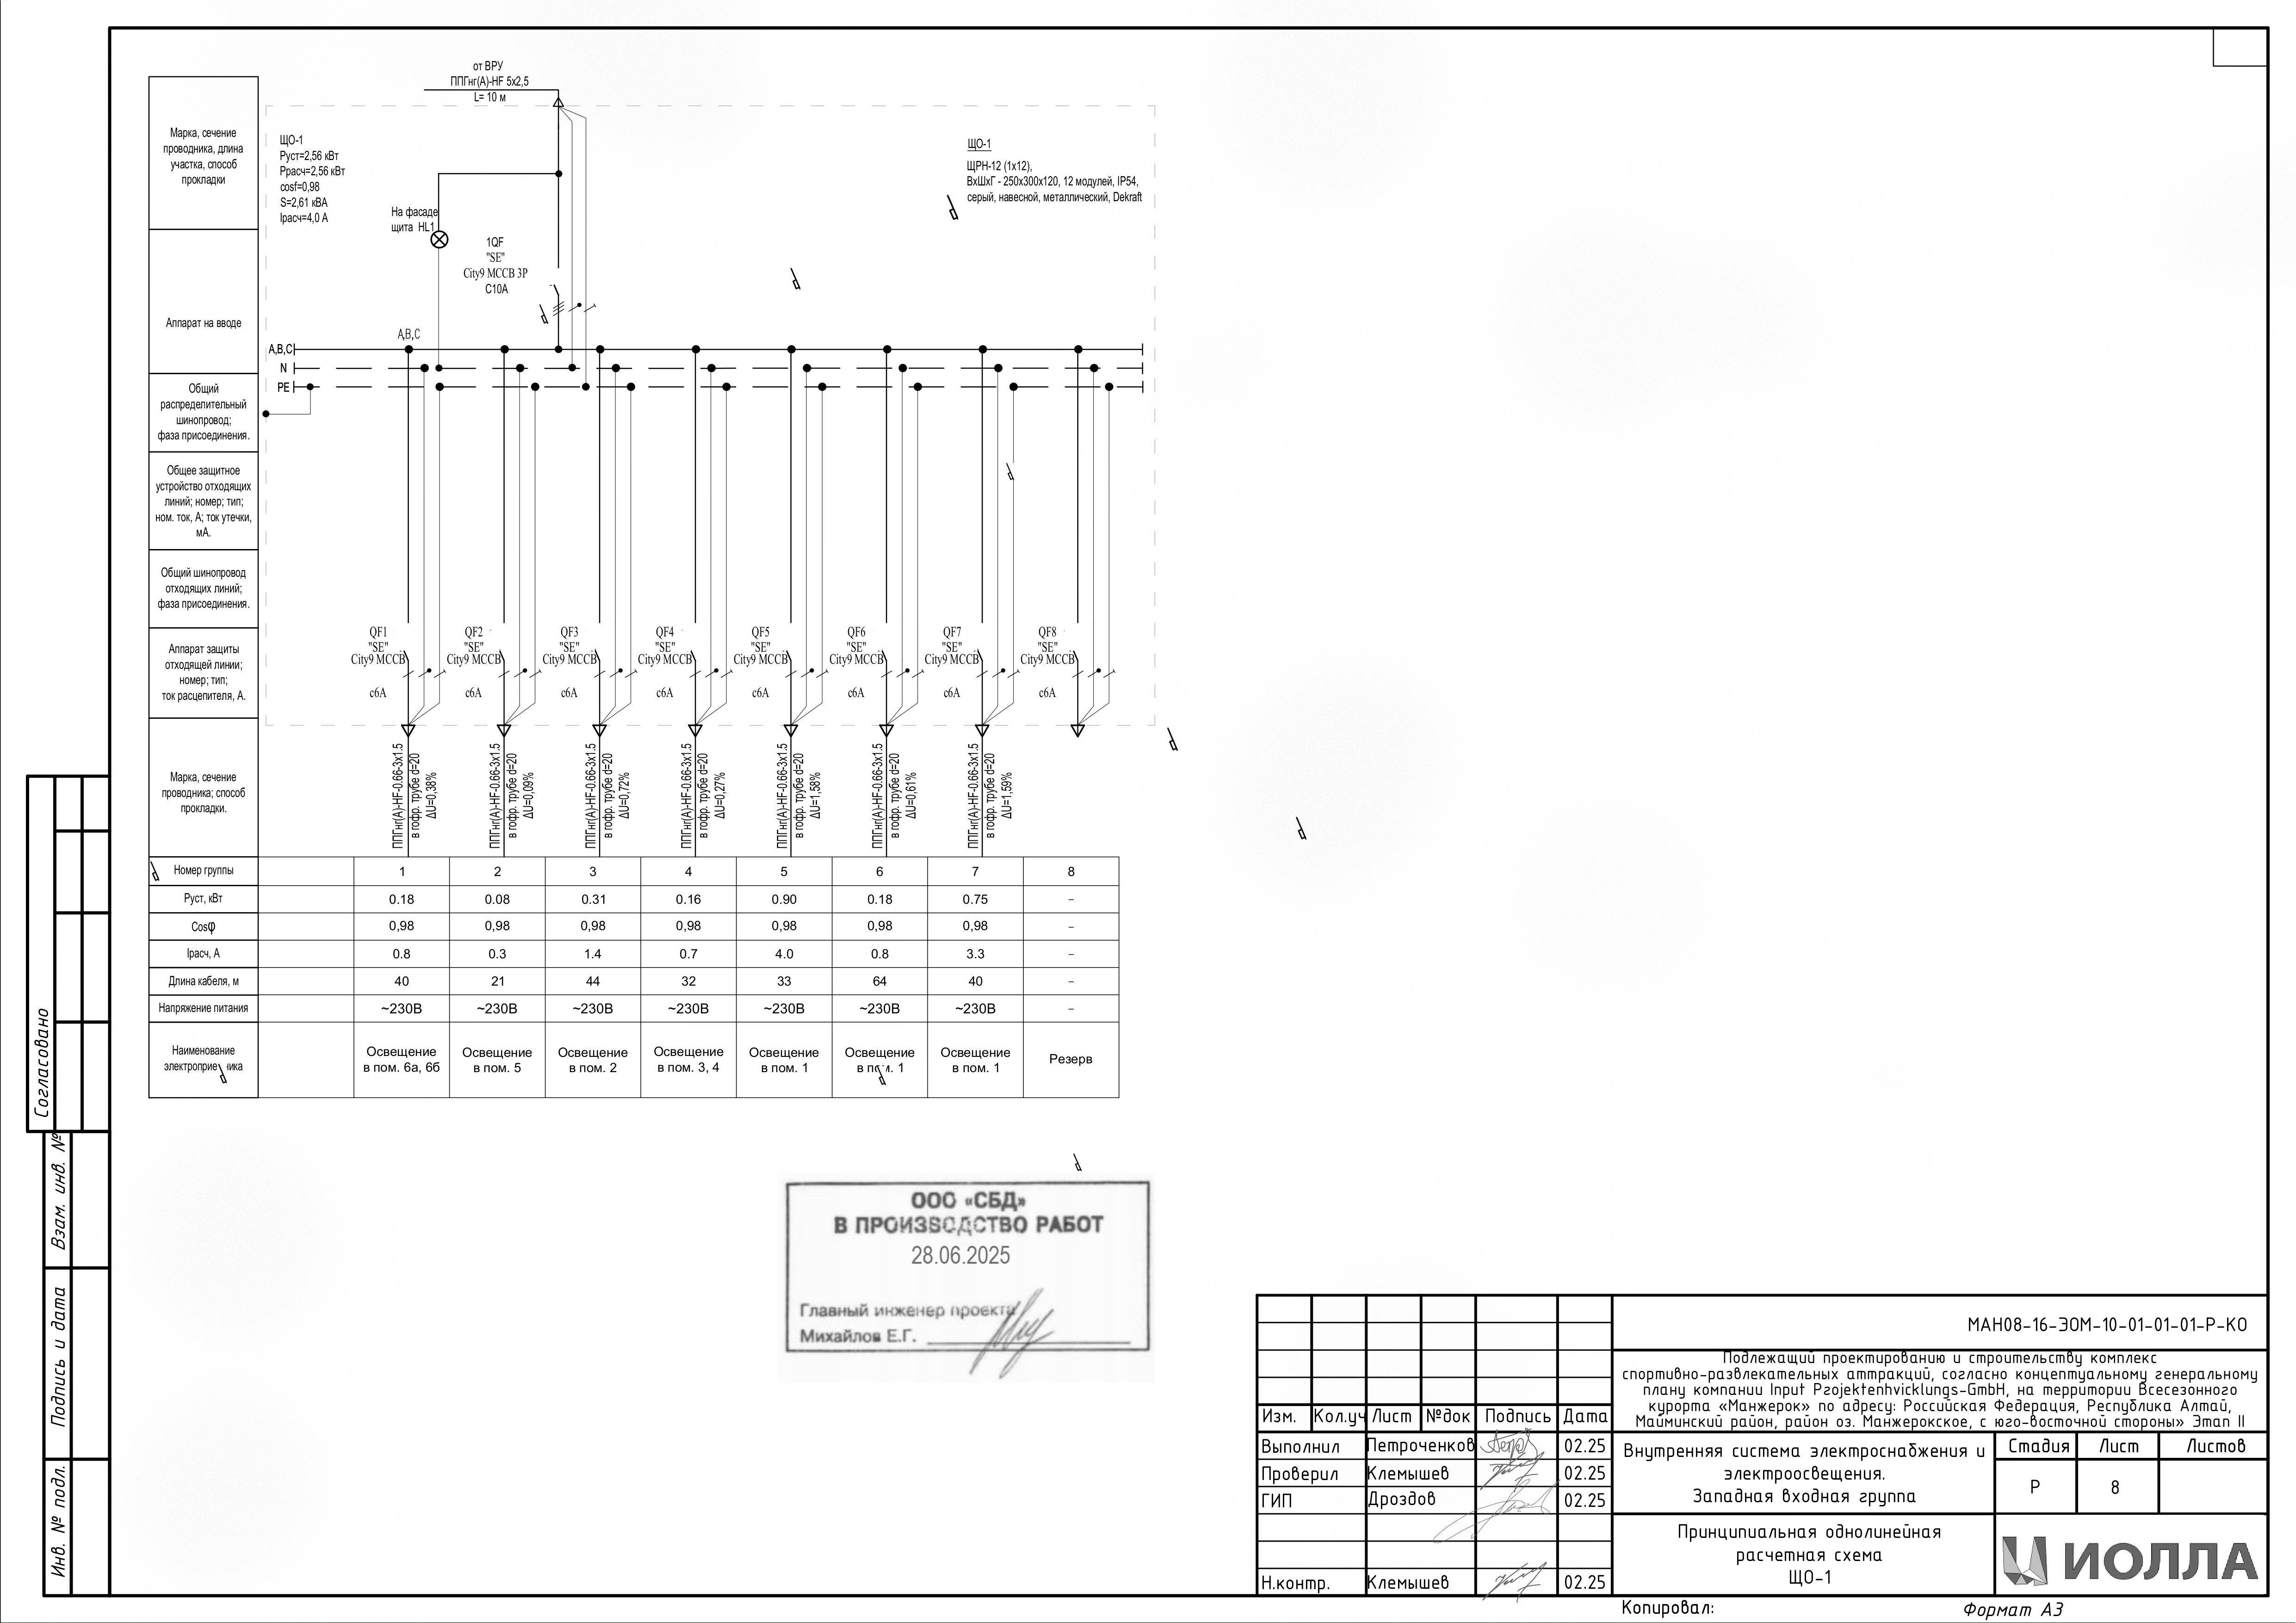 от ВРУ
ППГнг(А)-HF 5х2,5
L= 10 м
Марка, сечение
проводника, длина
участка, способ
прокладки
ЩО-1
Руст=2,56 кВт
Ррасч=2,56 кВт
cosf=0,98
S=2,61 кВА
Iрасч=4,0 А
ЩО-1
ЩРН-12 (1х12),
ВхШхГ - 250х300х120, 12 модулей, IP54,
серый, навесной, металлический, Dekraft
На фасаде
щита HL1
1QF
"SE"
City9 MCCB 3P
C10A
Аппарат на вводе
A,B,C
A,B,C
N
PE
Общий
распределительный
шинопровод;
фаза присоединения.
Общее защитное
устройство отходящих
линий; номер; тип;
ном. ток, А; ток утечки,
мА.
Общий шинопровод
отходящих линий;
фаза присоединения.
Аппарат защиты
отходящей линии;
номер; тип;
ток расцепителя, А.
QF1 QF2 QF3 QF4 QF5 QF6 QF7 QF8
"SE" "SE" "SE" "SE" "SE" "SE" "SE" "SE"
City9 MCCB City9 MCCB City9 MCCB City9 MCCB City9 MCCB City9 MCCB City9 MCCB City9 MCCB
c6A c6A c6A c6A c6A c6A c6A c6A
Марка, сечение
проводника; способ
прокладки.
ППГнг(А)-HF-0.66-3х1.5
в гофр. трубе d=20
ΔU=0,38%
ППГнг(А)-HF-0.66-3х1.5
в гофр. трубе d=20
ΔU=0,09%
ППГнг(А)-HF-0.66-3х1.5
в гофр. трубе d=20
ΔU=0,72%
ППГнг(А)-HF-0.66-3х1.5
в гофр. трубе d=20
ΔU=0,27%
ППГнг(А)-HF-0.66-3х1.5
в гофр. трубе d=20
ΔU=1,58%
ППГнг(А)-HF-0.66-3х1.5
в гофр. трубе d=20
ΔU=0,61%
ППГнг(А)-HF-0.66-3х1.5
в гофр. трубе d=20
ΔU=1,59%
Номер группы 1 2 3 4 5 6 7 8
Руст, кВт 0.18 0.08 0.31 0.16 0.90 0.18 0.75 –
Cosφ 0,98 0,98 0,98 0,98 0,98 0,98 0,98 –
Iрасч, А 0.8 0.3 1.4 0.7 4.0 0.8 3.3 –
Длина кабеля, м 40 21 44 32 33 64 40 –
Напряжение питания ~230В ~230В ~230В ~230В ~230В ~230В ~230В –
Наименование
электроприемника
Освещение
в пом. 6а, 6б
Освещение
в пом. 5
Освещение
в пом. 2
Освещение
в пом. 3, 4
Освещение
в пом. 1
Освещение
в пом. 1
Освещение
в пом. 1
Резерв
Согласовано
Взам. инв. №
Подпись и дата
Инв. № подл.
ООО «СБД»
В ПРОИЗВОДСТВО РАБОТ
28.06.2025
Главный инженер проекта
Михайлов Е.Г.
МАН08-16-ЭОМ-10-01-01-01-Р-КО
Подлежащий проектированию и строительству комплекс
спортивно-развлекательных аттракций, согласно концептуальному генеральному
плану компании Input Projektenhvicklungs-GmbH, на территории Всесезонного
курорта «Манжерок» по адресу: Российская Федерация, Республика Алтай,
Майминский район, район оз. Манжерокское, с юго-восточной стороны» Этап II
Изм. Кол.уч Лист №док Подпись Дата
Выполнил Петроченков 02.25
Проверил Клемышев 02.25
ГИП Дроздов 02.25
Н.контр. Клемышев 02.25
Внутренняя система электроснабжения и
электроосвещения.
Западная входная группа
Стадия Лист Листов
Р 8
Принципиальная однолинейная
расчетная схема
ЩО-1
ИОЛЛА
Копировал: Формат А3